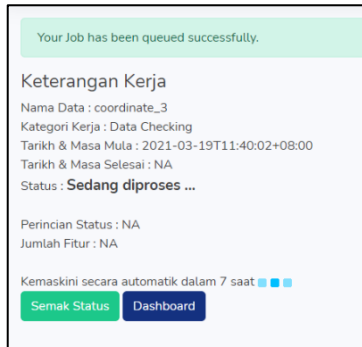 Your Job has been queued successfully.
Keterangan Kerja
Nama Data : coordinate_3
Kategori Kerja : Data Checking
Tarikh & Masa Mula : 2021-03-19T11:40:02+08:00
Tarikh & Masa Selesai : NA
Status : Sedang diproses ...
Perincian Status : NA
Jumlah Fitur : NA
Kemaskini secara automatik dalam 7 saat
Semak Status Dashboard